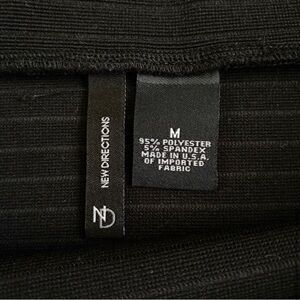 NEW DIRECTIONS
ND
M
95% POLYESTER
5% SPANDEX
MADE IN U.S.A.
OF IMPORTED
FABRIC